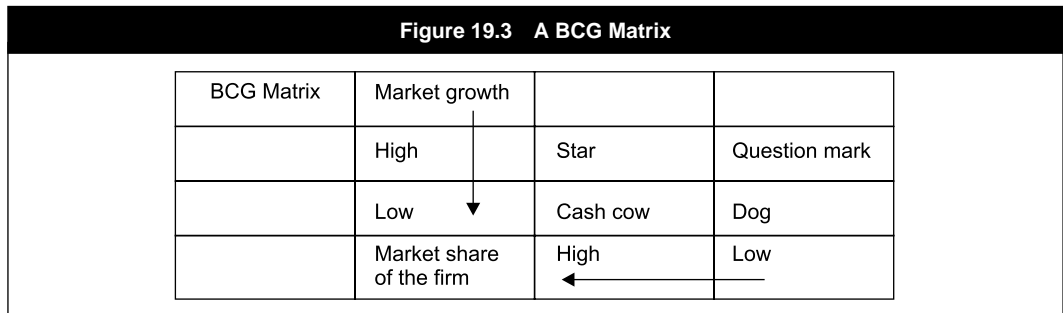 Figure 19.3 A BCG Matrix
BCG Matrix Market growth
High Star Question mark
Low Cash cow Dog
Market share
of the firm
High Low